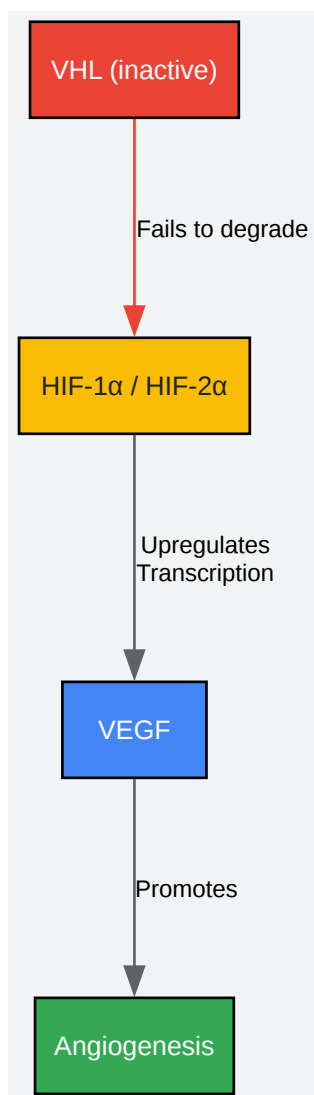 VHL (inactive)
Fails to degrade
HIF-1α / HIF-2α
Upregulates
Transcription
VEGF
Promotes
Angiogenesis